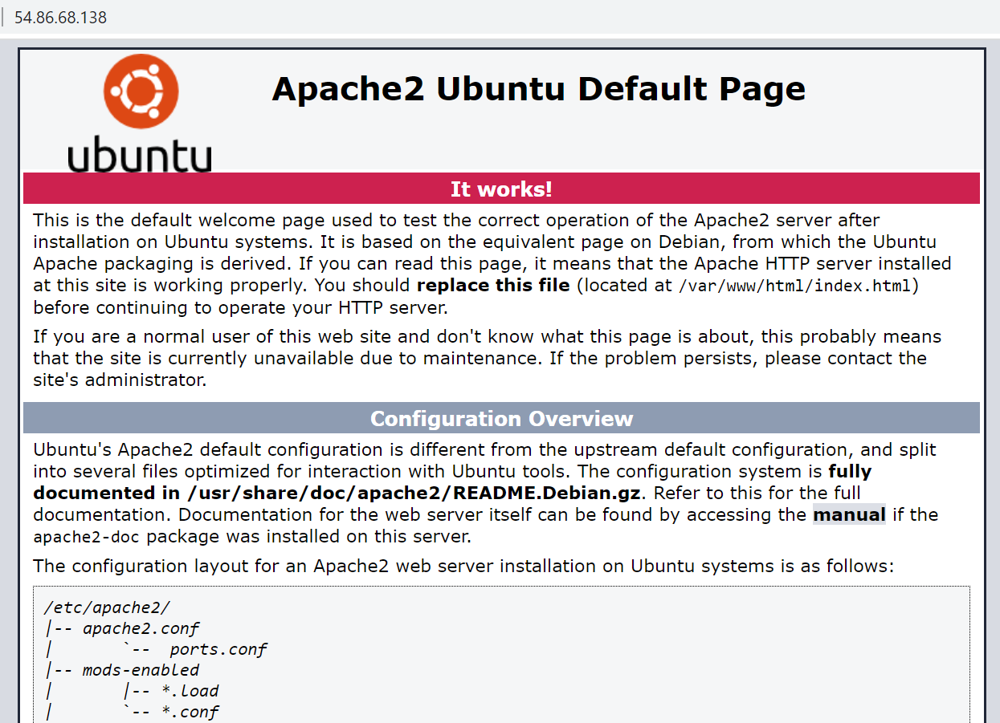 54.86.68.138
Apache2 Ubuntu Default Page
ubuntu
It works!
This is the default welcome page used to test the correct operation of the Apache2 server after
installation on Ubuntu systems. It is based on the equivalent page on Debian, from which the Ubuntu
Apache packaging is derived. If you can read this page, it means that the Apache HTTP server installed
at this site is working properly. You should replace this file (located at /var/www/html/index.html)
before continuing to operate your HTTP server.
If you are a normal user of this web site and don't know what this page is about, this probably means
that the site is currently unavailable due to maintenance. If the problem persists, please contact the
site's administrator.
Configuration Overview
Ubuntu's Apache2 default configuration is different from the upstream default configuration, and split
into several files optimized for interaction with Ubuntu tools. The configuration system is fully
documented in /usr/share/doc/apache2/README.Debian.gz. Refer to this for the full
documentation. Documentation for the web server itself can be found by accessing the manual if the
apache2-doc package was installed on this server.
The configuration layout for an Apache2 web server installation on Ubuntu systems is as follows:
/etc/apache2/
|-- apache2.conf
|       `--  ports.conf
|-- mods-enabled
|       |-- *.load
|       `-- *.conf